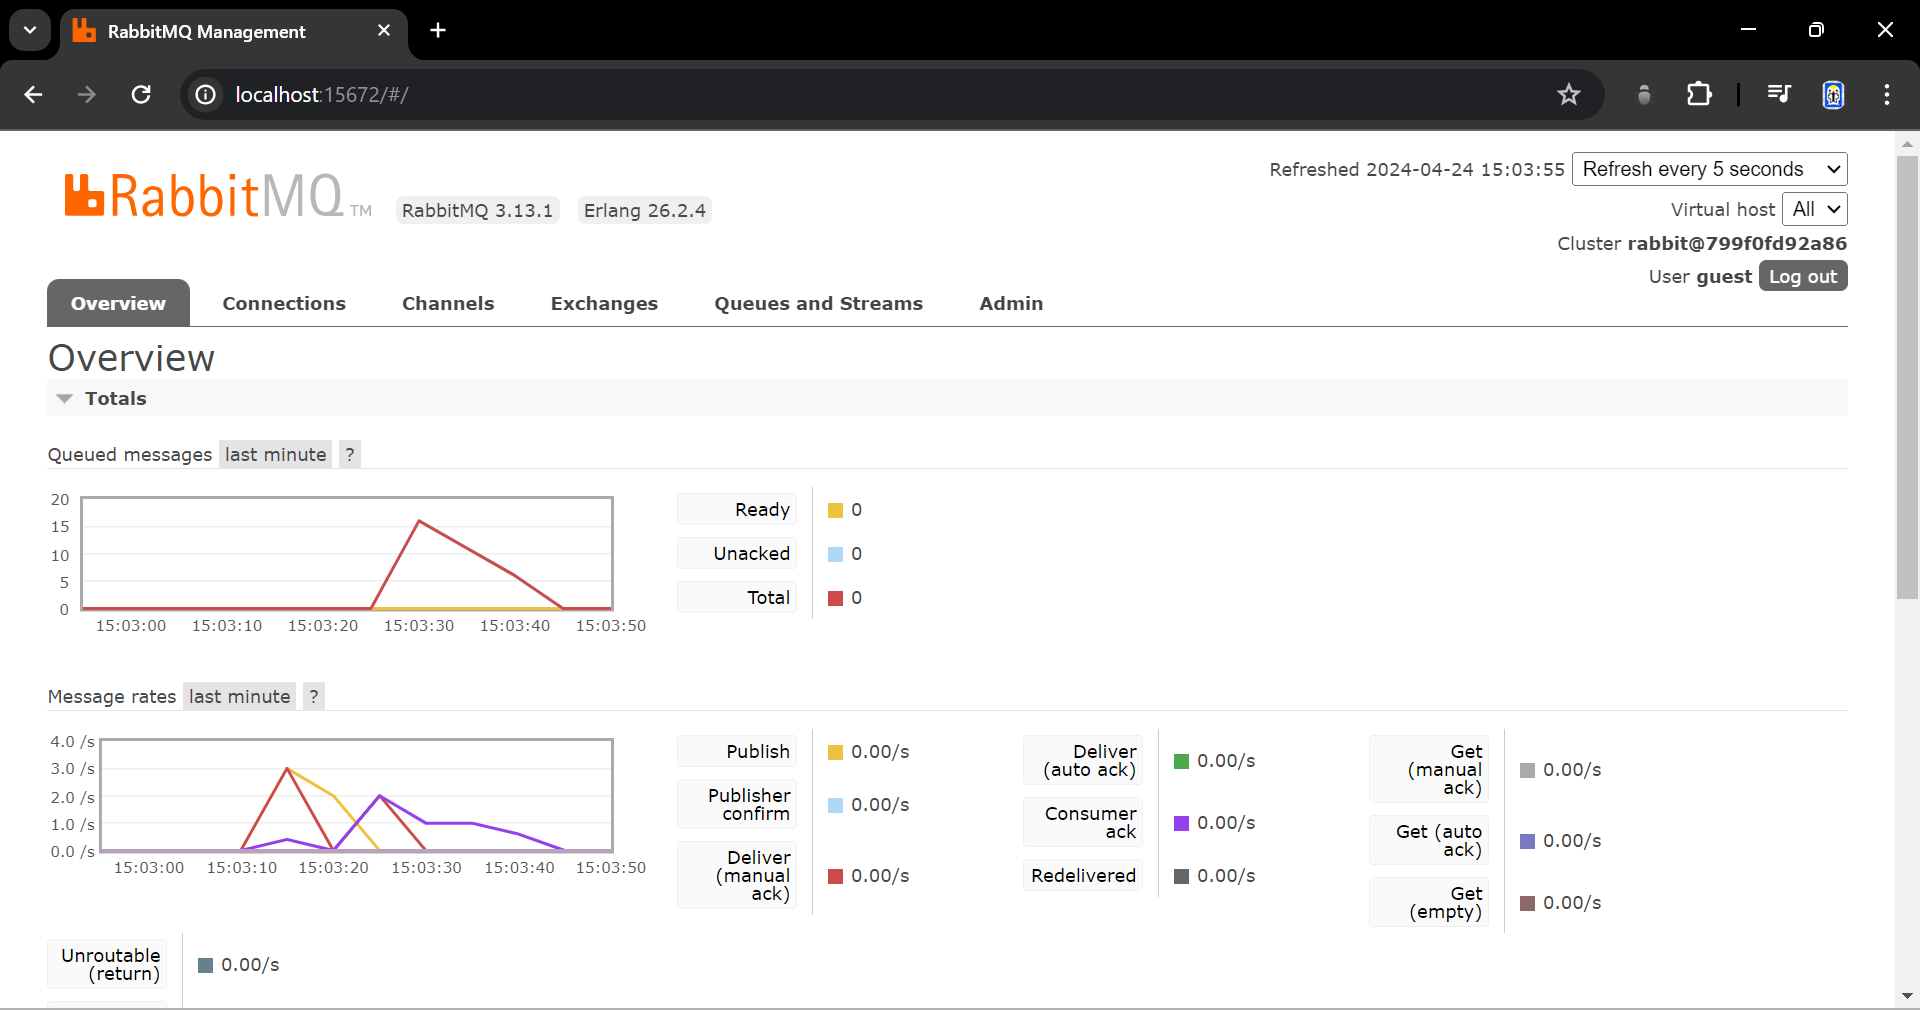 RabbitMQ Management
localhost:15672/#/
RabbitMQ TM
RabbitMQ 3.13.1
Erlang 26.2.4
Refreshed 2024-04-24 15:03:55
Refresh every 5 seconds
Virtual host All
Cluster rabbit@799f0fd92a86
User guest Log out
Overview Connections Channels Exchanges Queues and Streams Admin
Overview
Totals
Queued messages last minute ?
20
15
10
5
0
15:03:00 15:03:10 15:03:20 15:03:30 15:03:40 15:03:50
Ready 0
Unacked 0
Total 0
Message rates last minute ?
4.0 /s
3.0 /s
2.0 /s
1.0 /s
0.0 /s
15:03:00 15:03:10 15:03:20 15:03:30 15:03:40 15:03:50
Publish 0.00/s
Publisher
confirm 0.00/s
Deliver
(manual
ack) 0.00/s
Deliver
(auto ack) 0.00/s
Consumer
ack 0.00/s
Redelivered 0.00/s
Get
(manual
ack) 0.00/s
Get (auto
ack) 0.00/s
Get
(empty) 0.00/s
Unroutable
(return) 0.00/s